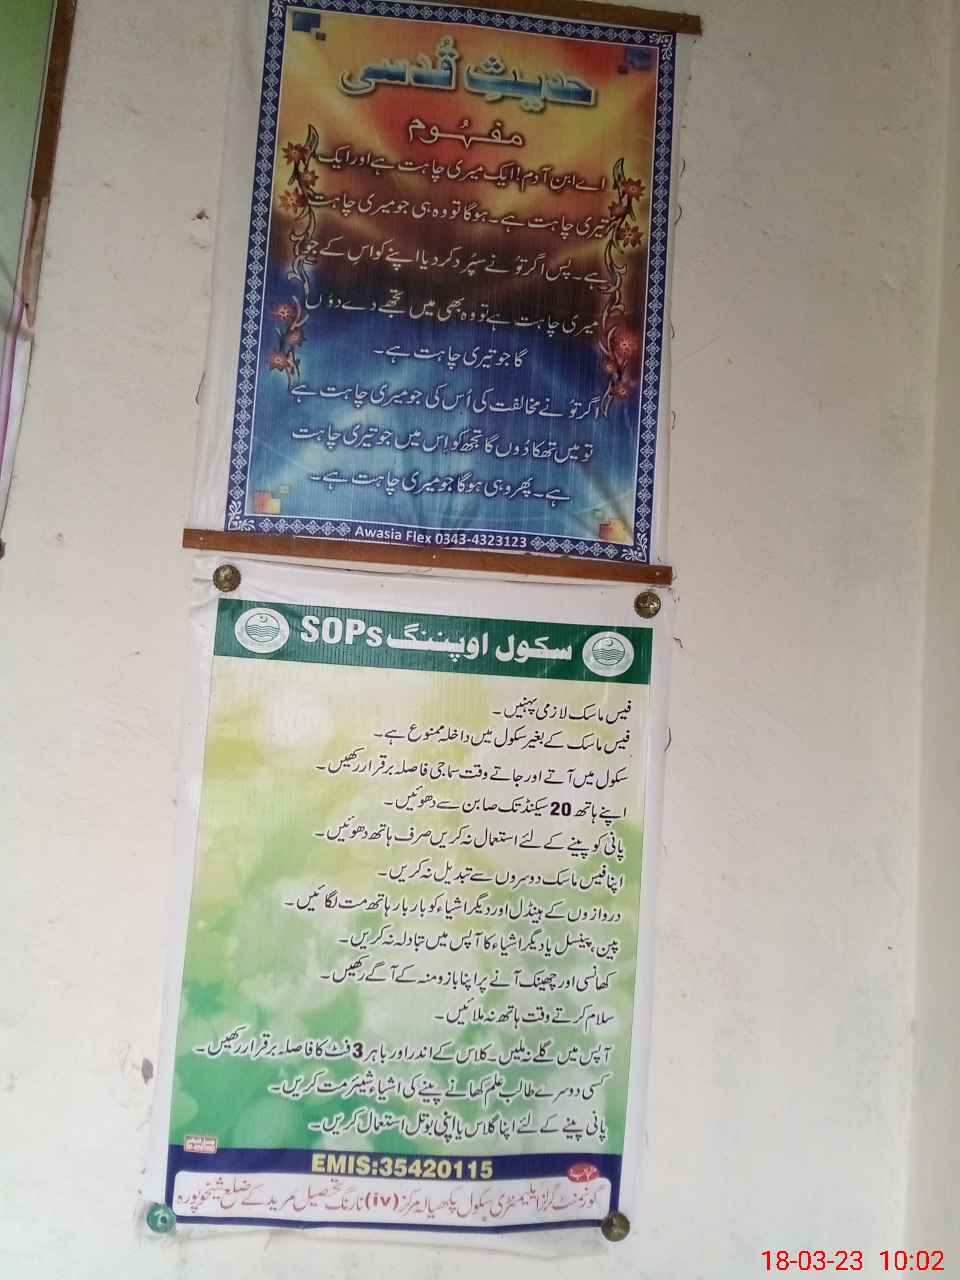 حدیثِ قُدسی
مفہُوم
اے ابن آدم! ایک میری چاہت ہے اور ایک
تیری چاہت ہے۔ ہوگا تو وہ ہی جو میری چاہت
ہے۔ پس اگر توُ نے سپُرد کر دیا اپنے کو اسِ کے جو
میری چاہت ہے تو وہ بھی میں تجھے دے دوُں
گا جو تیری چاہت ہے۔
اگر توُ نے مخالفت کی اُس کی جو میری چاہت ہے
تو میں تھکا دُوں گا تجھ کو اِس میں جو تیری چاہت
ہے۔ پھر وہی ہوگا جو میری چاہت ہے۔
Awasia Flex 0343-4323123
سکول اوپننگ SOPs
فیس ماسک لازمی پہنیں۔
فیس ماسک کے بغیر سکول میں داخلہ ممنوع ہے۔
سکول میں آتے اور جاتے وقت سماجی فاصلہ برقرار رکھیں۔
اپنے ہاتھ 20 سیکنڈ تک صابن سے دھوئیں۔
پانی کو پینے کے لئے استعمال نہ کریں صرف ہاتھ دھوئیں۔
اپنا فیس ماسک دوسروں سے تبدیل نہ کریں۔
دروازوں کے ہینڈل اور دیگر اشیاء کو بار بار ہاتھ مت لگائیں۔
پین، پینسل یا دیگر اشیاء کا آپس میں تبادلہ نہ کریں۔
کھانسی اور چھینک آنے پر اپنا بازو منہ کے آگے رکھیں۔
سلام کرتے وقت ہاتھ نہ ملائیں۔
آپس میں گلے نہ ملیں۔ کلاس کے اندر اور باہر 3 فٹ کا فاصلہ برقرار رکھیں۔
کسی دوسرے طالب علم کھانے پینے کی اشیاء شیئر مت کریں۔
پانی پینے کے لئے اپنا گلاس یا اپنی بوتل استعمال کریں۔
EMIS:35420115
گورنمنٹ گرلز ایلیمنٹری سکول پکھیالہ مرکز (iv) نارنگ تحصیل مریدکے ضلع شیخوپورہ
18-03-23 10:02